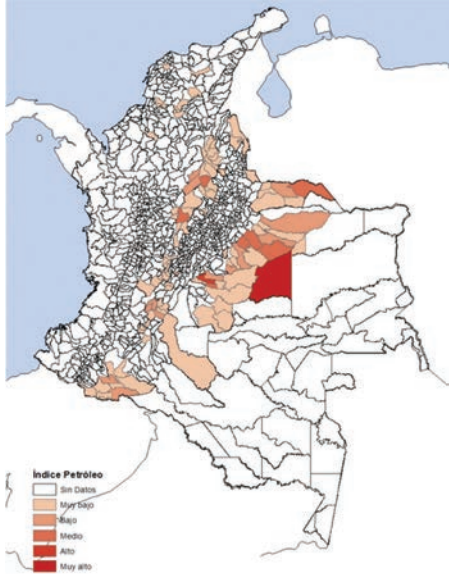 Índice Petróleo
Sin Datos
Muy bajo
Bajo
Medio
Alto
Muy alto